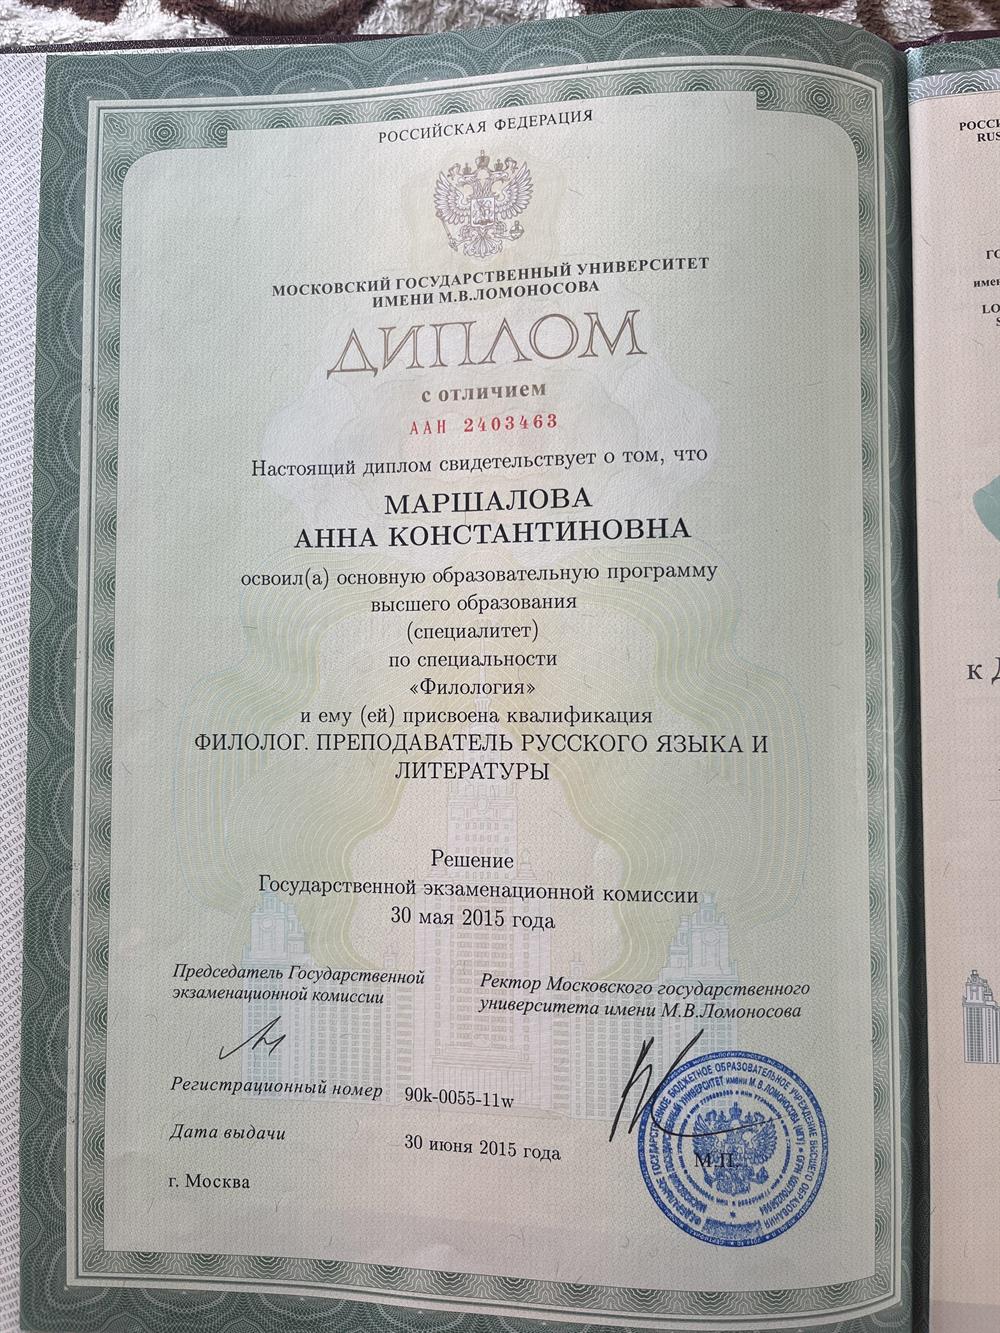 РОССИЙСКАЯ ФЕДЕРАЦИЯ
МОСКОВСКИЙ ГОСУДАРСТВЕННЫЙ УНИВЕРСИТЕТ
ИМЕНИ М.В.ЛОМОНОСОВА
ДИПЛОМ
с отличием
ААН 2403463
Настоящий диплом свидетельствует о том, что
МАРШАЛОВА
АННА КОНСТАНТИНОВНА
освоил(а) основную образовательную программу
высшего образования
(специалитет)
по специальности
«Филология»
и ему (ей) присвоена квалификация
ФИЛОЛОГ. ПРЕПОДАВАТЕЛЬ РУССКОГО ЯЗЫКА И
ЛИТЕРАТУРЫ
Решение
Государственной экзаменационной комиссии
30 мая 2015 года
Председатель Государственной
экзаменационной комиссии
Ректор Московского государственного
университета имени М.В.Ломоносова
Регистрационный номер 90k-0055-11w
Дата выдачи 30 июня 2015 года
М.П.
г. Москва